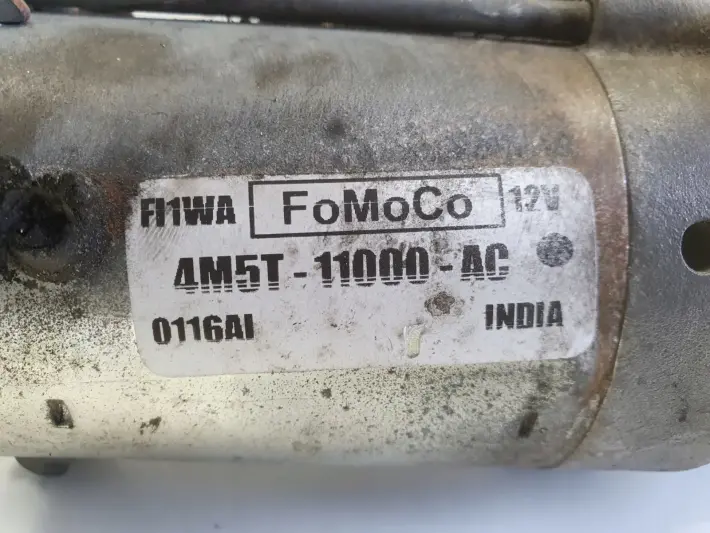 FI1WA FoMoCo 12V
4M5T-11000-AC
0116AI INDIA